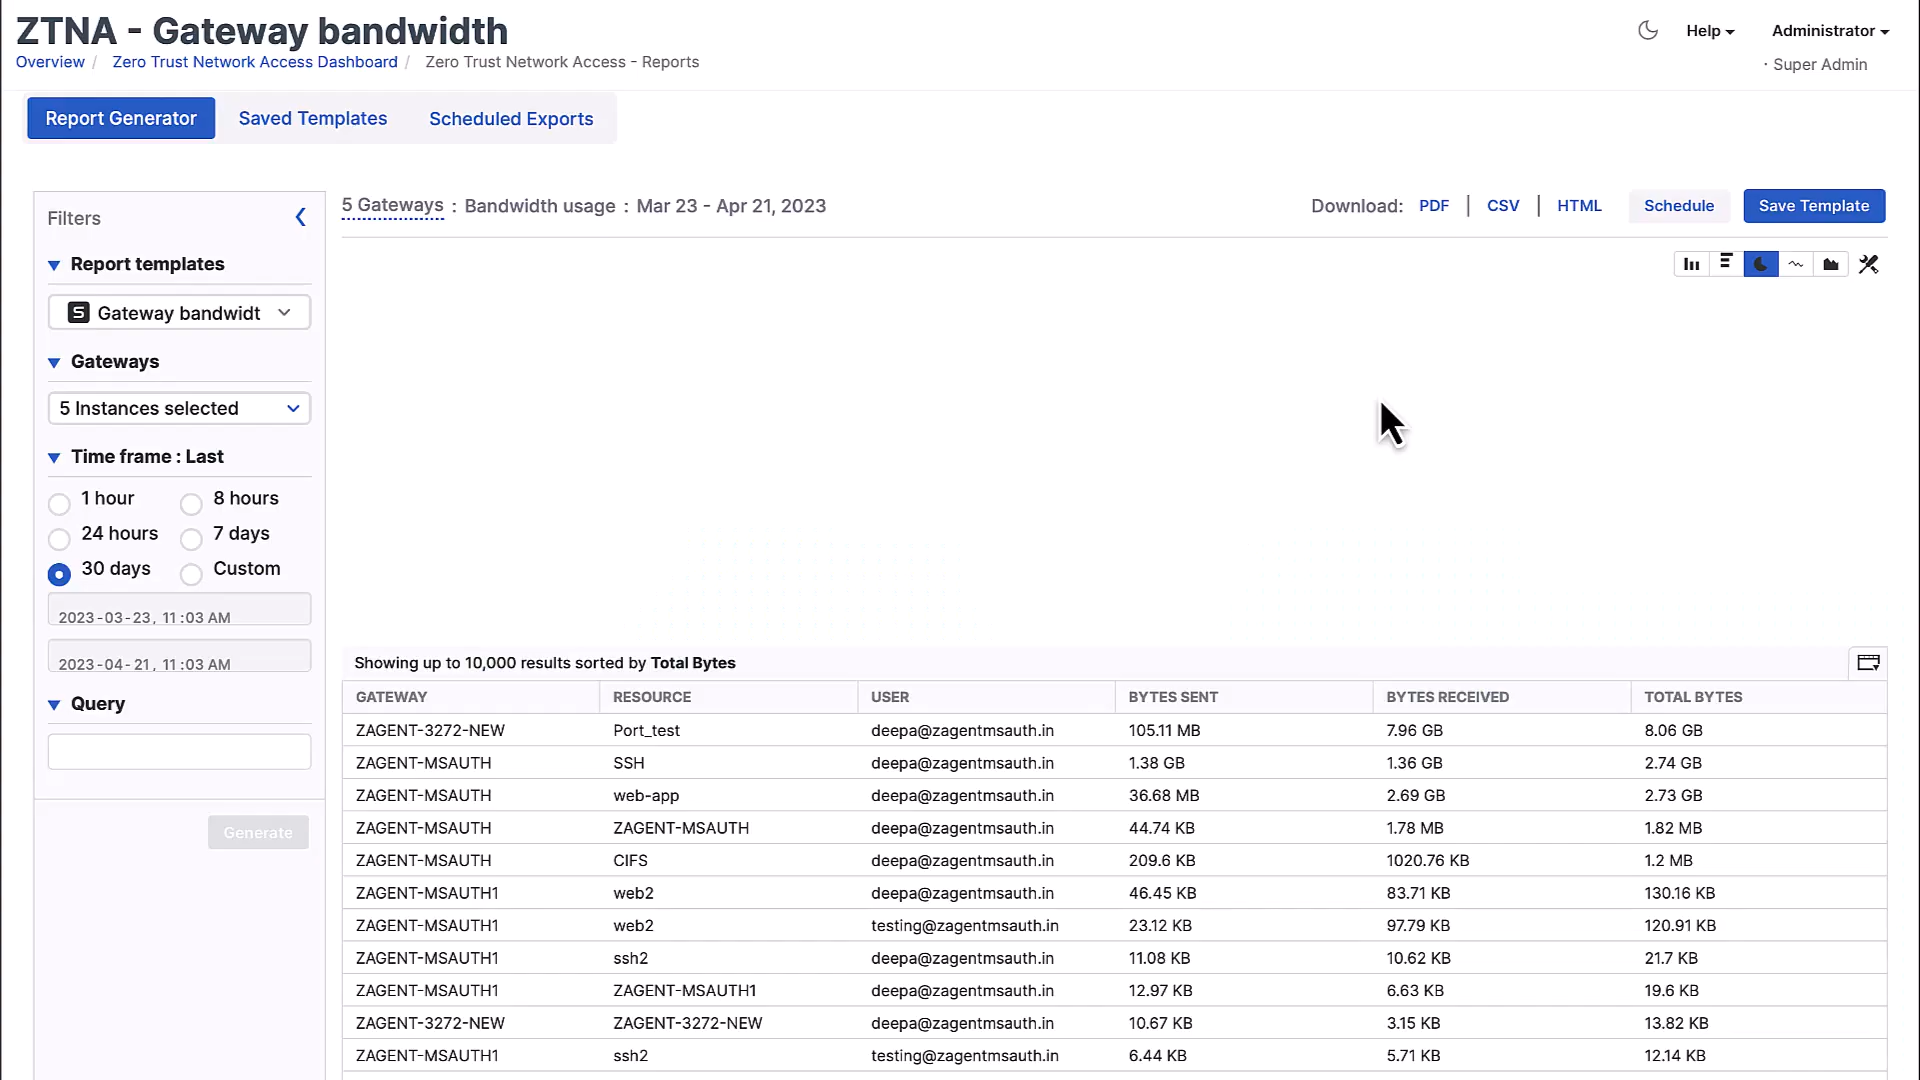 ZTNA - Gateway bandwidth
Help
Administrator
Overview / Zero Trust Network Access Dashboard / Zero Trust Network Access - Reports
· Super Admin
Report Generator
Saved Templates
Scheduled Exports
Filters
5 Gateways : Bandwidth usage : Mar 23 - Apr 21, 2023
Download: PDF | CSV | HTML
Schedule
Save Template
Report templates
S Gateway bandwidt
Gateways
5 Instances selected
Time frame : Last
1 hour
8 hours
24 hours
7 days
30 days
Custom
2023-03-23, 11:03 AM
2023-04-21, 11:03 AM
Query
Generate
Showing up to 10,000 results sorted by Total Bytes
GATEWAY RESOURCE USER BYTES SENT BYTES RECEIVED TOTAL BYTES
ZAGENT-3272-NEW Port_test deepa@zagentmsauth.in 105.11 MB 7.96 GB 8.06 GB
ZAGENT-MSAUTH SSH deepa@zagentmsauth.in 1.38 GB 1.36 GB 2.74 GB
ZAGENT-MSAUTH web-app deepa@zagentmsauth.in 36.68 MB 2.69 GB 2.73 GB
ZAGENT-MSAUTH ZAGENT-MSAUTH deepa@zagentmsauth.in 44.74 KB 1.78 MB 1.82 MB
ZAGENT-MSAUTH CIFS deepa@zagentmsauth.in 209.6 KB 1020.76 KB 1.2 MB
ZAGENT-MSAUTH1 web2 deepa@zagentmsauth.in 46.45 KB 83.71 KB 130.16 KB
ZAGENT-MSAUTH1 web2 testing@zagentmsauth.in 23.12 KB 97.79 KB 120.91 KB
ZAGENT-MSAUTH1 ssh2 deepa@zagentmsauth.in 11.08 KB 10.62 KB 21.7 KB
ZAGENT-MSAUTH1 ZAGENT-MSAUTH1 deepa@zagentmsauth.in 12.97 KB 6.63 KB 19.6 KB
ZAGENT-3272-NEW ZAGENT-3272-NEW deepa@zagentmsauth.in 10.67 KB 3.15 KB 13.82 KB
ZAGENT-MSAUTH1 ssh2 testing@zagentmsauth.in 6.44 KB 5.71 KB 12.14 KB